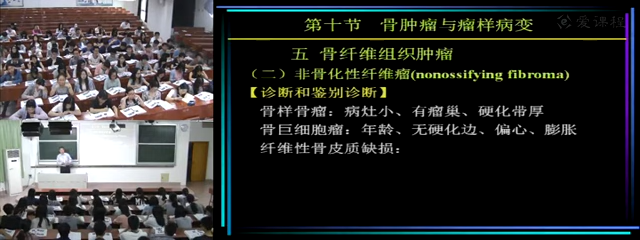 第十节 骨肿瘤与瘤样病变
爱课程
五 骨纤维组织肿瘤
（二）非骨化性纤维瘤(nonossifying fibroma)
【诊断和鉴别诊断】
骨样骨瘤：病灶小、有瘤巢、硬化带厚
骨巨细胞瘤：年龄、无硬化边、偏心、膨胀
纤维性骨皮质缺损：